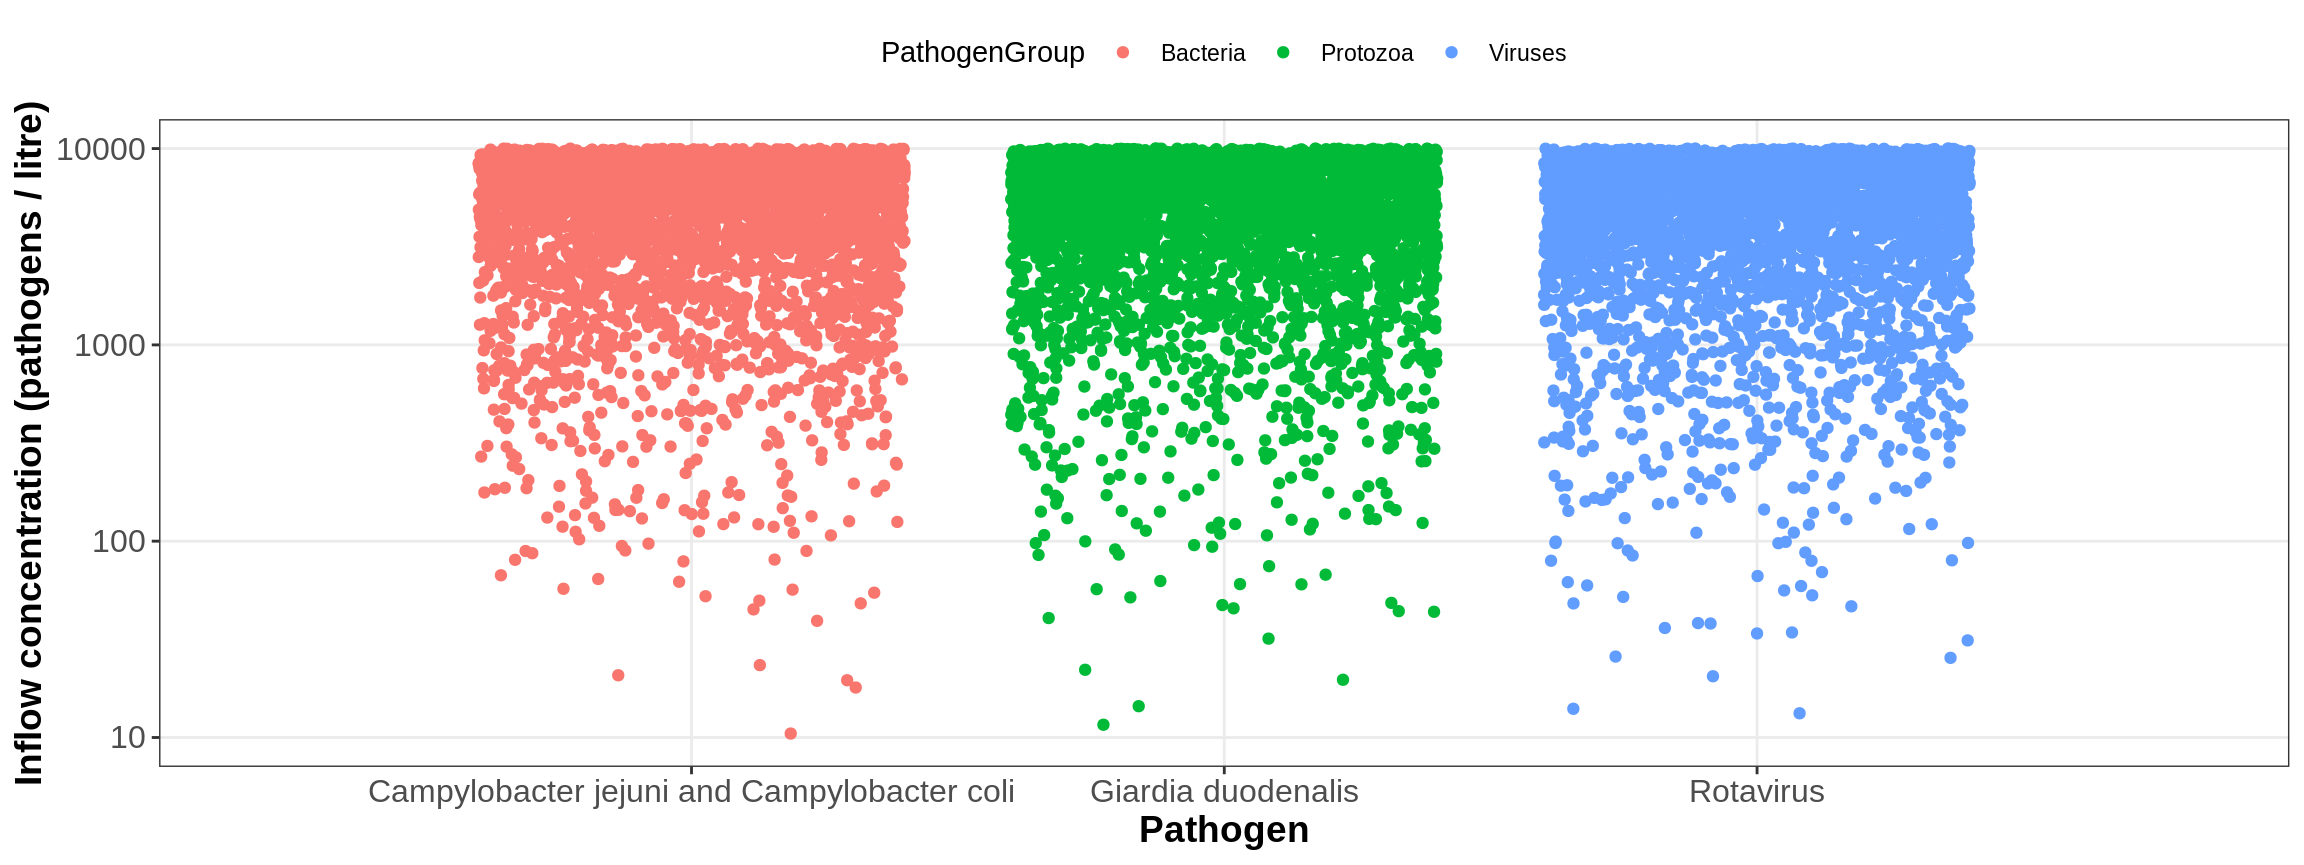 PathogenGroup Bacteria Protozoa Viruses
Inflow concentration (pathogens / litre)
10000
1000
100
10
Campylobacter jejuni and Campylobacter coli Giardia duodenalis Rotavirus
Pathogen